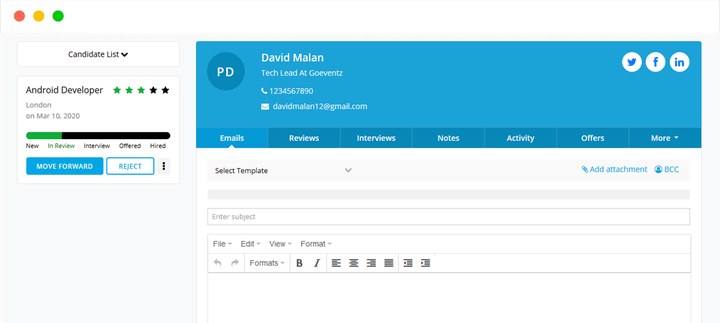 Candidate List
Android Developer
London
on Mar 10, 2020
New In Review Interview Offered Hired
MOVE FORWARD REJECT
PD
David Malan
Tech Lead At Goeventz
1234567890
davidmalan12@gmail.com
Emails Reviews Interviews Notes Activity Offers More
Select Template
Add attachment BCC
Enter subject
File Edit View Format
Formats B I